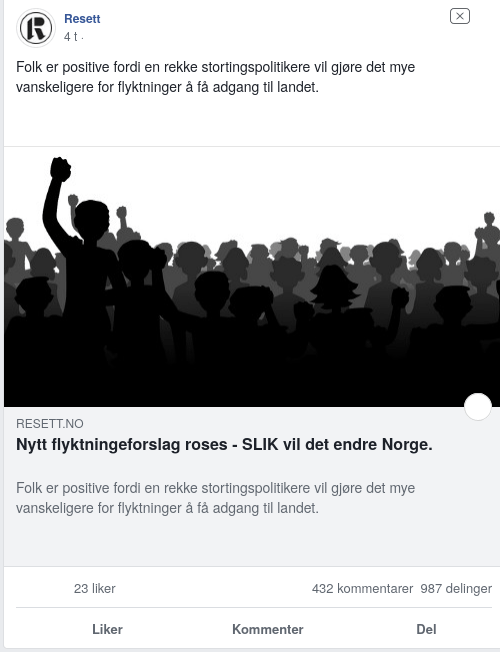 Resett
4 t ·
Folk er positive fordi en rekke stortingspolitikere vil gjøre det mye
vanskeligere for flyktninger å få adgang til landet.
RESETT.NO
Nytt flyktningeforslag roses - SLIK vil det endre Norge.
Folk er positive fordi en rekke stortingspolitikere vil gjøre det mye
vanskeligere for flyktninger å få adgang til landet.
23 liker 432 kommentarer 987 delinger
Liker Kommenter Del